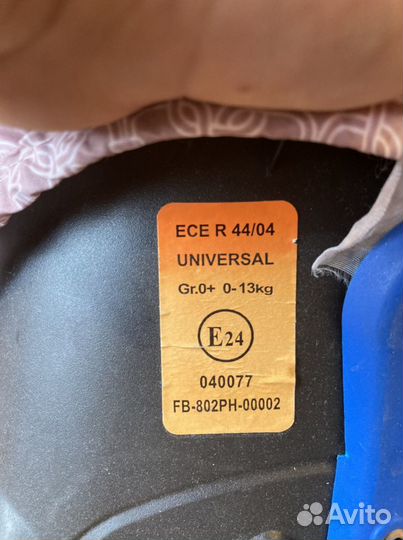 ECE R 44/04
UNIVERSAL
Gr.0+ 0-13kg
E24
040077
FB-802PH-00002
Avito